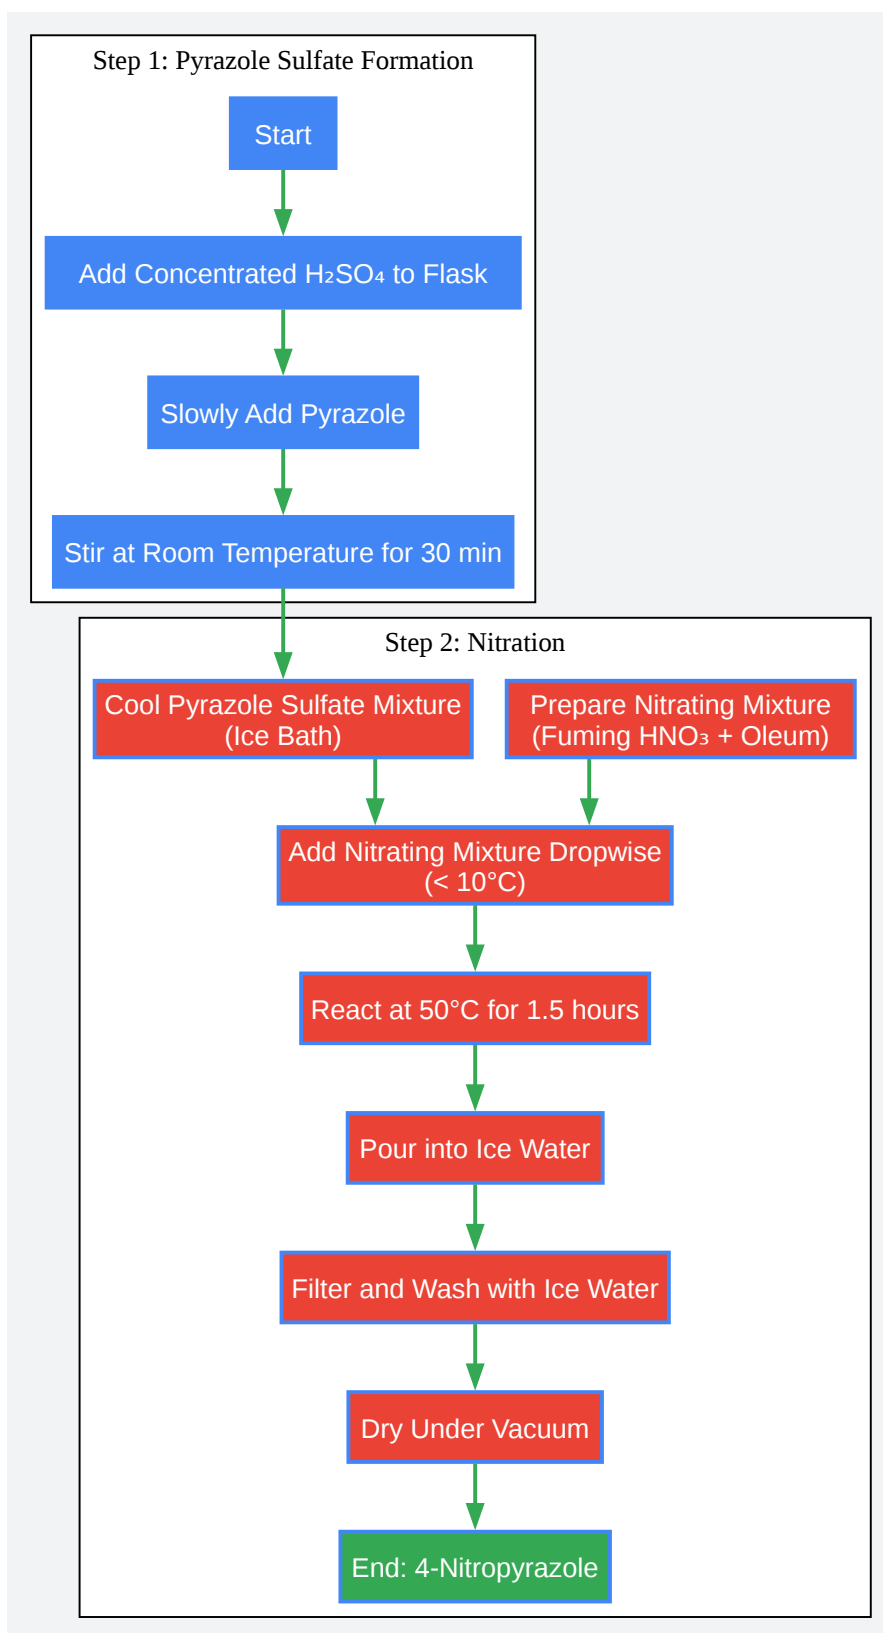 Step 1: Pyrazole Sulfate Formation
Start
Add Concentrated H₂SO₄ to Flask
Slowly Add Pyrazole
Stir at Room Temperature for 30 min
Step 2: Nitration
Cool Pyrazole Sulfate Mixture
(Ice Bath)
Prepare Nitrating Mixture
(Fuming HNO₃ + Oleum)
Add Nitrating Mixture Dropwise
(< 10°C)
React at 50°C for 1.5 hours
Pour into Ice Water
Filter and Wash with Ice Water
Dry Under Vacuum
End: 4-Nitropyrazole